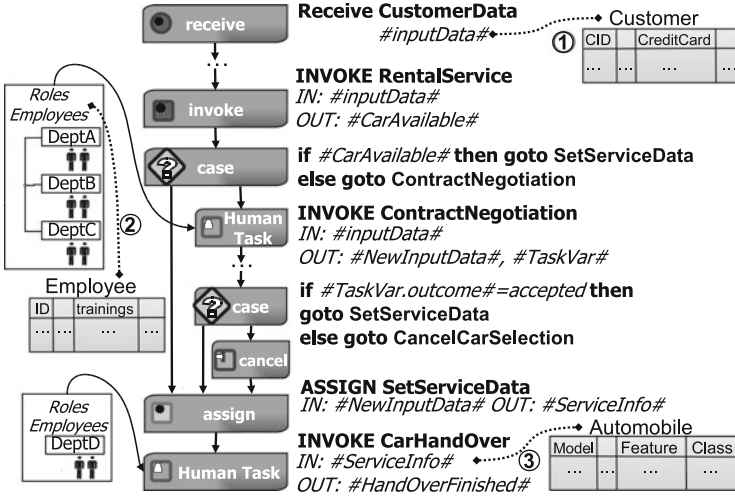 receive
Receive CustomerData
#inputData#
① Customer
CID CreditCard
... ... ...
...
Roles
Employees
DeptA
DeptB
DeptC
②
invoke
INVOKE RentalService
IN: #inputData#
OUT: #CarAvailable#
case
if #CarAvailable# then goto SetServiceData
else goto ContractNegotiation
Human
Task
INVOKE ContractNegotiation
IN: #inputData#
OUT: #NewInputData#, #TaskVar#
...
Employee
ID trainings
... ... ...
case
if #TaskVar.outcome#=accepted then
goto SetServiceData
else goto CancelCarSelection
cancel
assign
ASSIGN SetServiceData
IN: #NewInputData# OUT: #ServiceInfo#
Roles
Employees
DeptD
Human Task
INVOKE CarHandOver
IN: #ServiceInfo#
OUT: #HandOverFinished#
③ Automobile
Model Feature Class
... ... ...